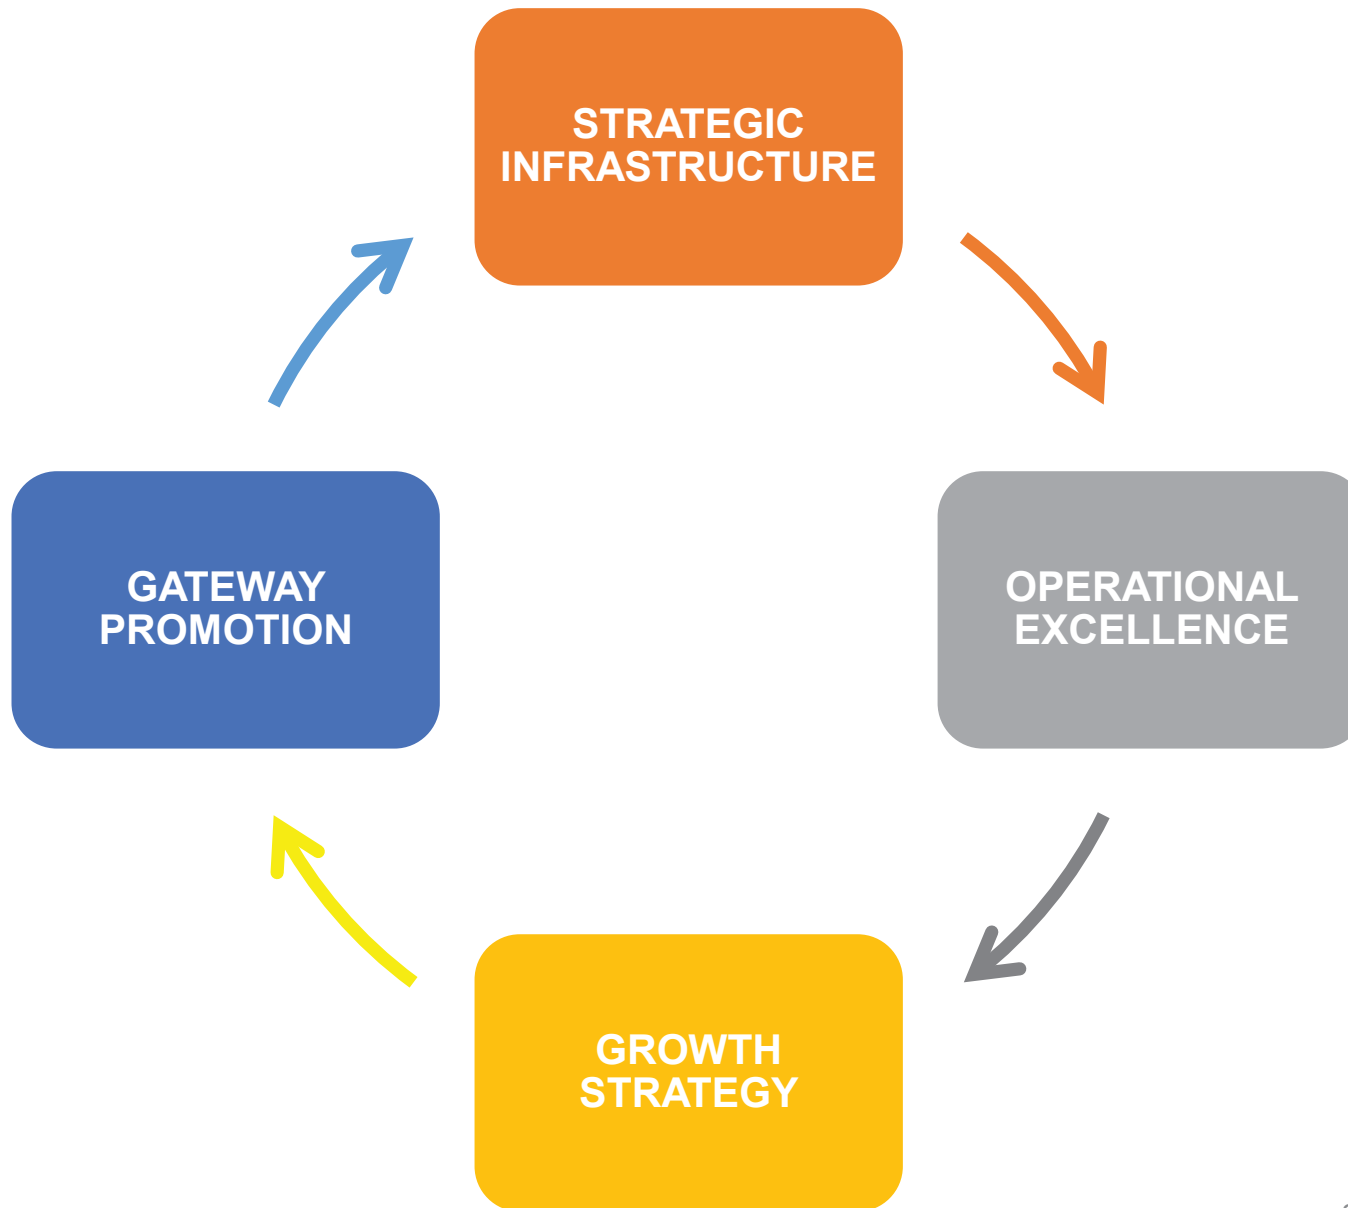 STRATEGIC
INFRASTRUCTURE
GATEWAY
PROMOTION
OPERATIONAL
EXCELLENCE
GROWTH
STRATEGY